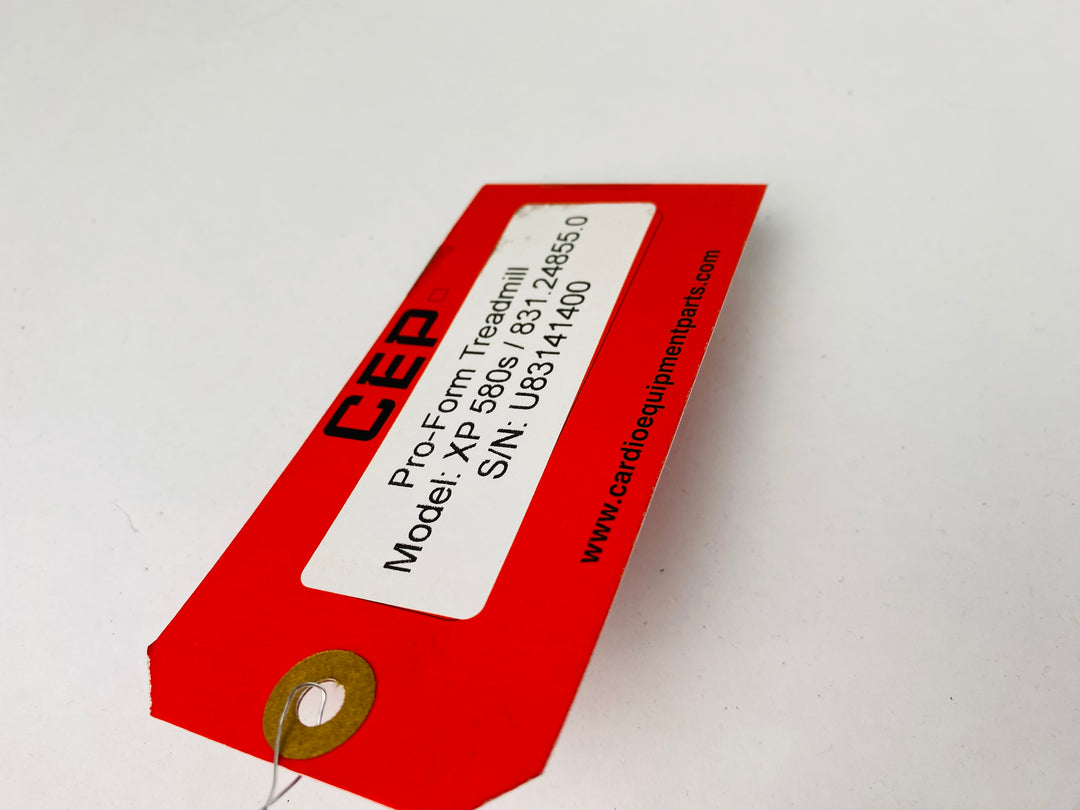 CEP
Pro-Form Treadmill
Model: XP 580s / 831.24855.0
S/N: U83141400
www.cardioequipmentparts.com